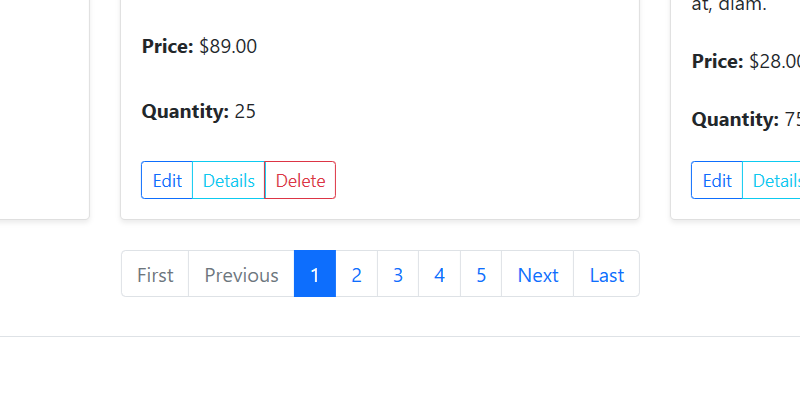 at, diam.
Price: $89.00
Price: $28.00
Quantity: 25
Quantity: 75
Edit Details Delete
Edit Details
First Previous 1 2 3 4 5 Next Last